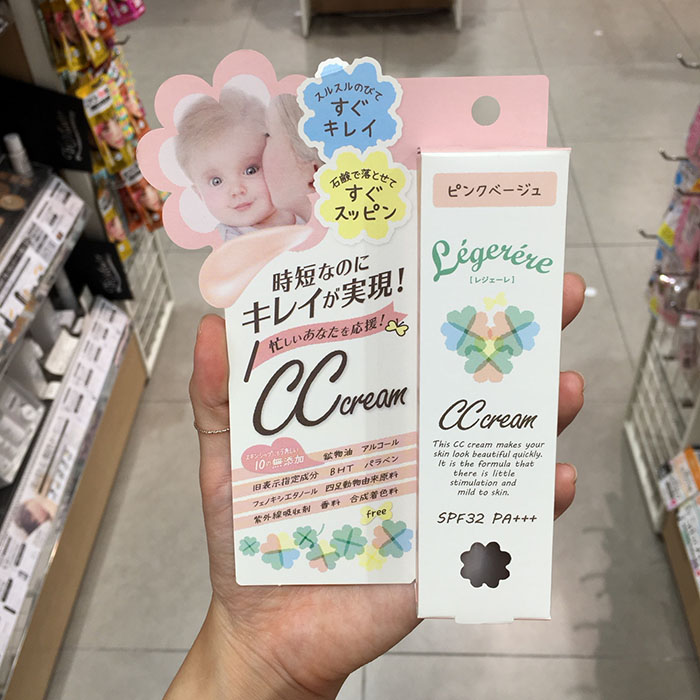 スルスルのびて
すぐ
キレイ
石鹸で落とせて
すぐ
スッピン
時短なのに
キレイが実現!
忙しいあなたを応援!
CC cream
10の無添加
鉱物油 アルコール
旧表示指定成分 BHT パラベン
フェノキシエタノール 四足動物由来原料
紫外線吸収剤 香料 合成着色料
free
ピンクベージュ
Légerére
[レジェーレ]
CC cream
This CC cream makes your
skin look beautiful quickly.
It is the formula that
there is little
stimulation and
mild to skin.
SPF32 PA+++